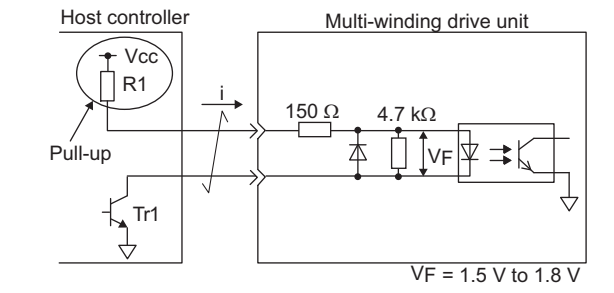 Host controller
Multi-winding drive unit
Vcc
R1
i
150 Ω
4.7 kΩ
Pull-up
VF
Tr1
VF = 1.5 V to 1.8 V